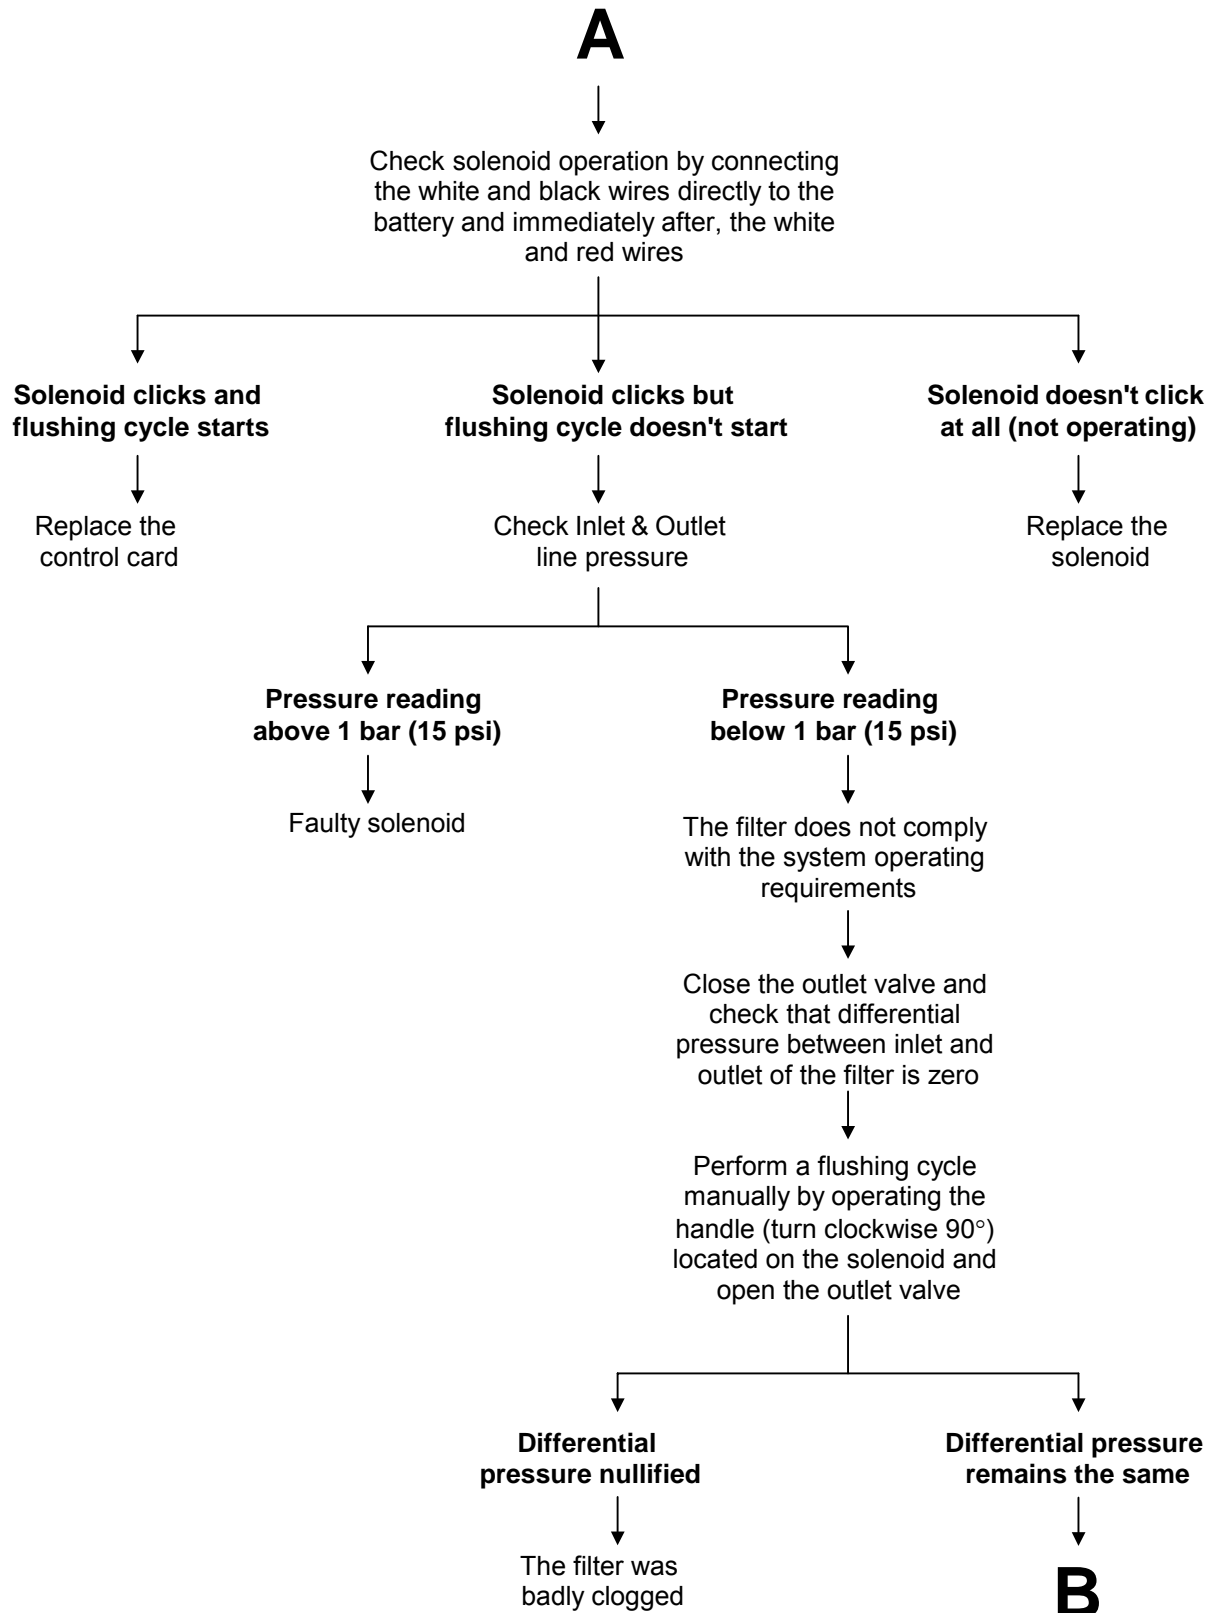 A
Check solenoid operation by connecting
the white and black wires directly to the
battery and immediately after, the white
and red wires
Solenoid clicks and
flushing cycle starts
Solenoid clicks but
flushing cycle doesn't start
Solenoid doesn't click
at all (not operating)
Replace the
control card
Check Inlet & Outlet
line pressure
Replace the
solenoid
Pressure reading
above 1 bar (15 psi)
Pressure reading
below 1 bar (15 psi)
Faulty solenoid
The filter does not comply
with the system operating
requirements
Close the outlet valve and
check that differential
pressure between inlet and
outlet of the filter is zero
Perform a flushing cycle
manually by operating the
handle (turn clockwise 90°)
located on the solenoid and
open the outlet valve
Differential
pressure nullified
Differential pressure
remains the same
The filter was
badly clogged
B